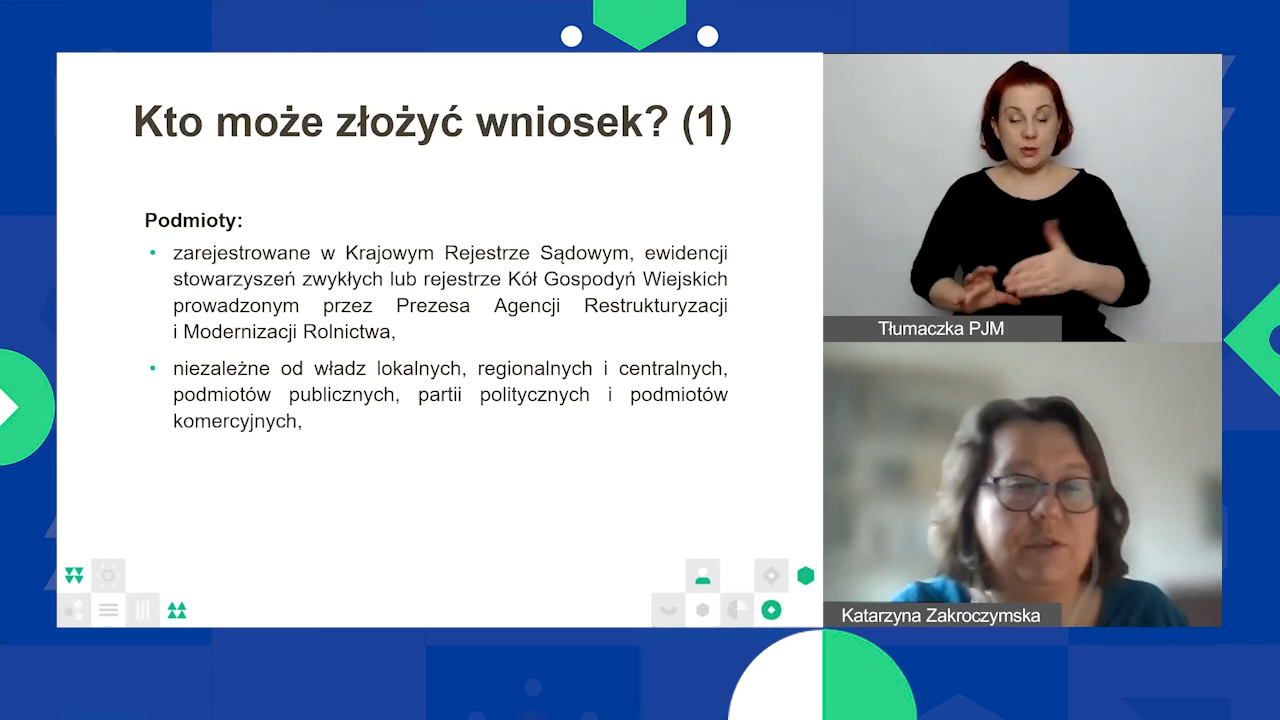 Kto może złożyć wniosek? (1)
Podmioty:
• zarejestrowane w Krajowym Rejestrze Sądowym, ewidencji
stowarzyszeń zwykłych lub rejestrze Kół Gospodyń Wiejskich
prowadzonym przez Prezesa Agencji Restrukturyzacji
i Modernizacji Rolnictwa,
• niezależne od władz lokalnych, regionalnych i centralnych,
podmiotów publicznych, partii politycznych i podmiotów
komercyjnych,
Tłumaczka PJM
Katarzyna Zakroczymska